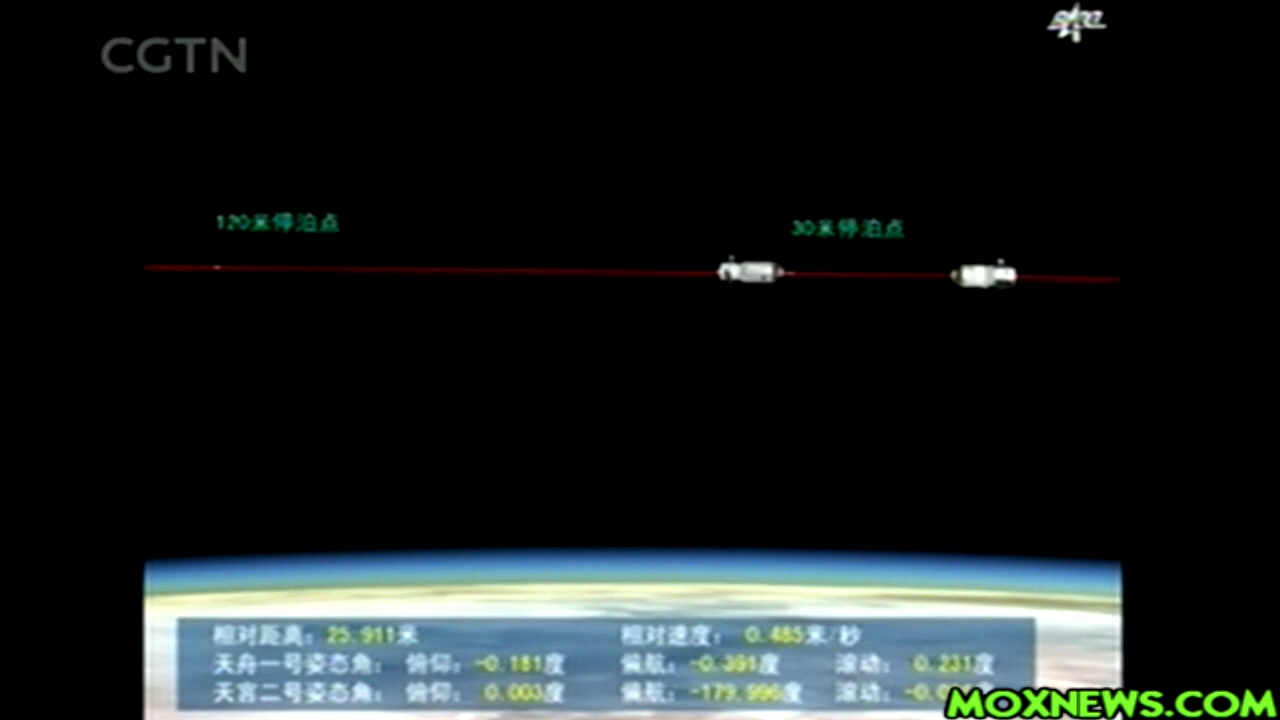 CGTN
120米停泊点
30米停泊点
相对距离: 25.911米 相对速度: 0.485米/秒
天舟一号姿态角: 俯仰: -0.181度 偏航: -0.391度 滚动: 0.231度
天宫二号姿态角: 俯仰: 0.003度 偏航: -179.996度 滚动:
MOXNEWS.COM